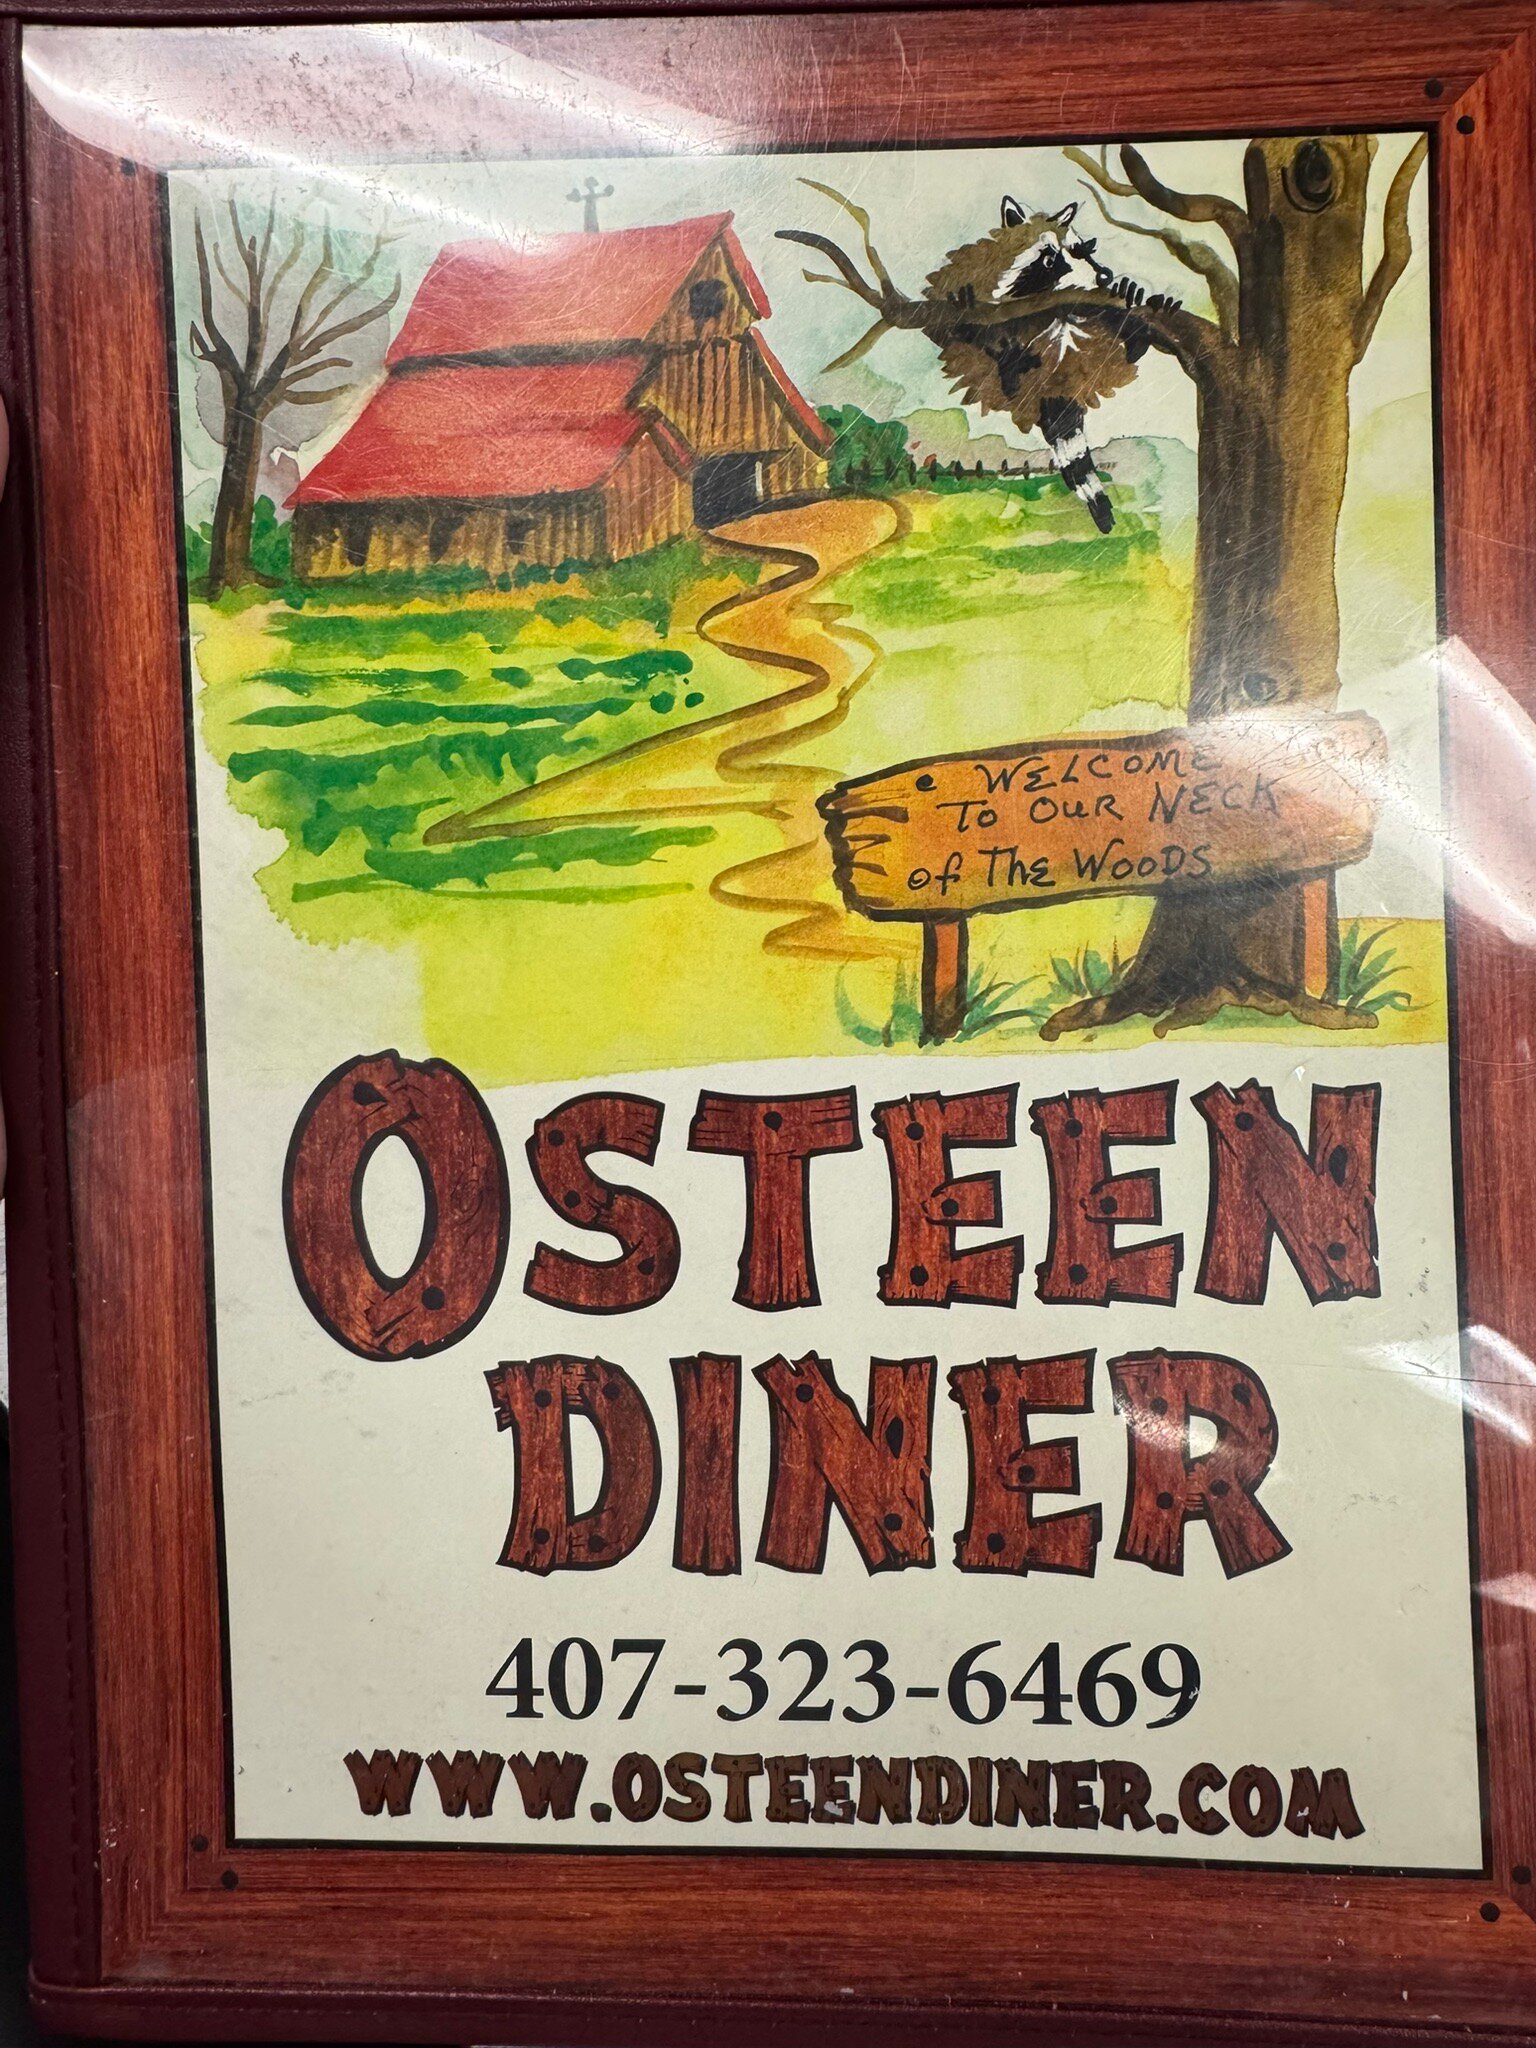 WELCOME
TO OUR NECK
of THE WOODS
OSTEEN
DINER
407-323-6469
WWW.OSTEENDINER.COM